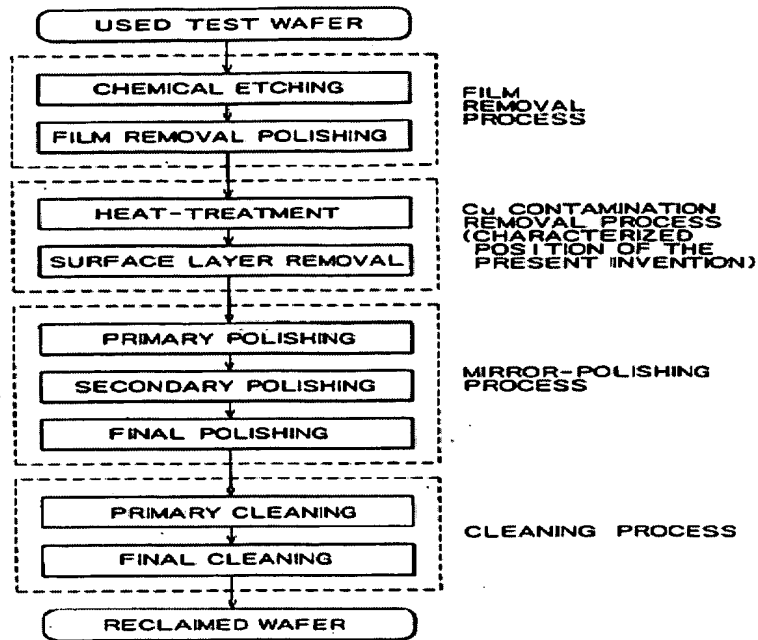 USED TEST WAFER
CHEMICAL ETCHING
FILM REMOVAL POLISHING
FILM
REMOVAL
PROCESS
HEAT-TREATMENT
SURFACE LAYER REMOVAL
Cu CONTAMINATION
REMOVAL PROCESS
(CHARACTERIZED
POSITION OF THE
PRESENT INVENTION)
PRIMARY POLISHING
SECONDARY POLISHING
FINAL POLISHING
MIRROR-POLISHING
PROCESS
PRIMARY CLEANING
FINAL CLEANING
CLEANING PROCESS
RECLAIMED WAFER